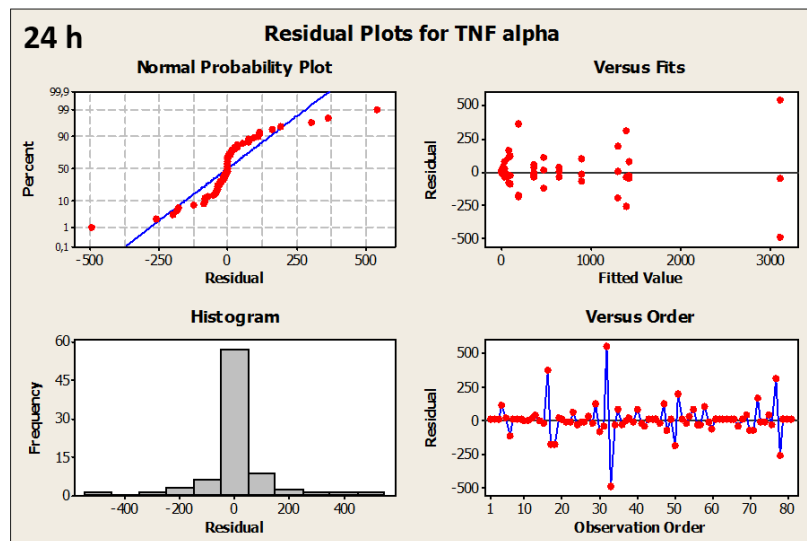 24 h
Residual Plots for TNF alpha
Normal Probability Plot
99,9
99
90
50
10
1
0,1
Percent
-500 -250 0 250 500
Residual
Versus Fits
500
250
0
-250
-500
Residual
0 1000 2000 3000
Fitted Value
Histogram
60
45
30
15
0
Frequency
-400 -200 0 200 400
Residual
Versus Order
500
250
0
-250
-500
Residual
1 10 20 30 40 50 60 70 80
Observation Order